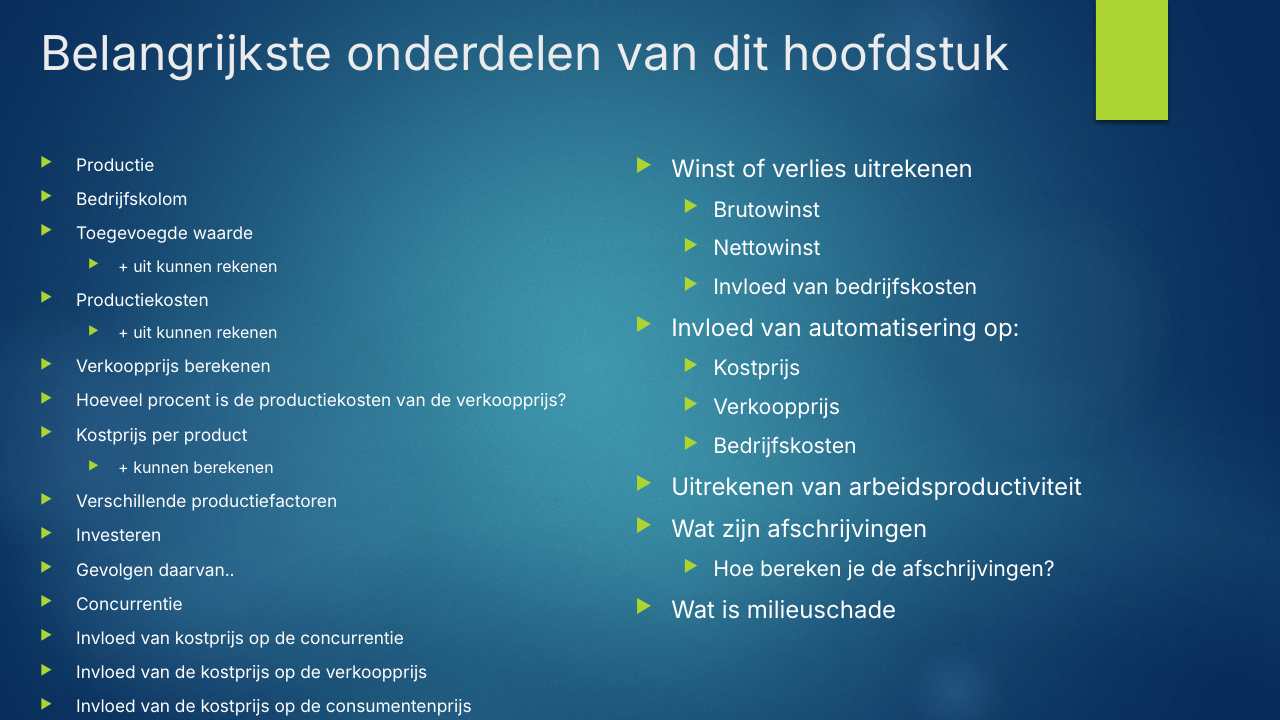 Belangrijkste onderdelen van dit hoofdstuk
Productie
Bedrijfskolom
Toegevoegde waarde
+ uit kunnen rekenen
Productiekosten
+ uit kunnen rekenen
Verkoopprijs berekenen
Hoeveel procent is de productiekosten van de verkoopprijs?
Kostprijs per product
+ kunnen berekenen
Verschillende productiefactoren
Investeren
Gevolgen daarvan..
Concurrentie
Invloed van kostprijs op de concurrentie
Invloed van de kostprijs op de verkoopprijs
Invloed van de kostprijs op de consumentenprijs
Winst of verlies uitrekenen
Brutowinst
Nettowinst
Invloed van bedrijfskosten
Invloed van automatisering op:
Kostprijs
Verkoopprijs
Bedrijfskosten
Uitrekenen van arbeidsproductiviteit
Wat zijn afschrijvingen
Hoe bereken je de afschrijvingen?
Wat is milieuschade